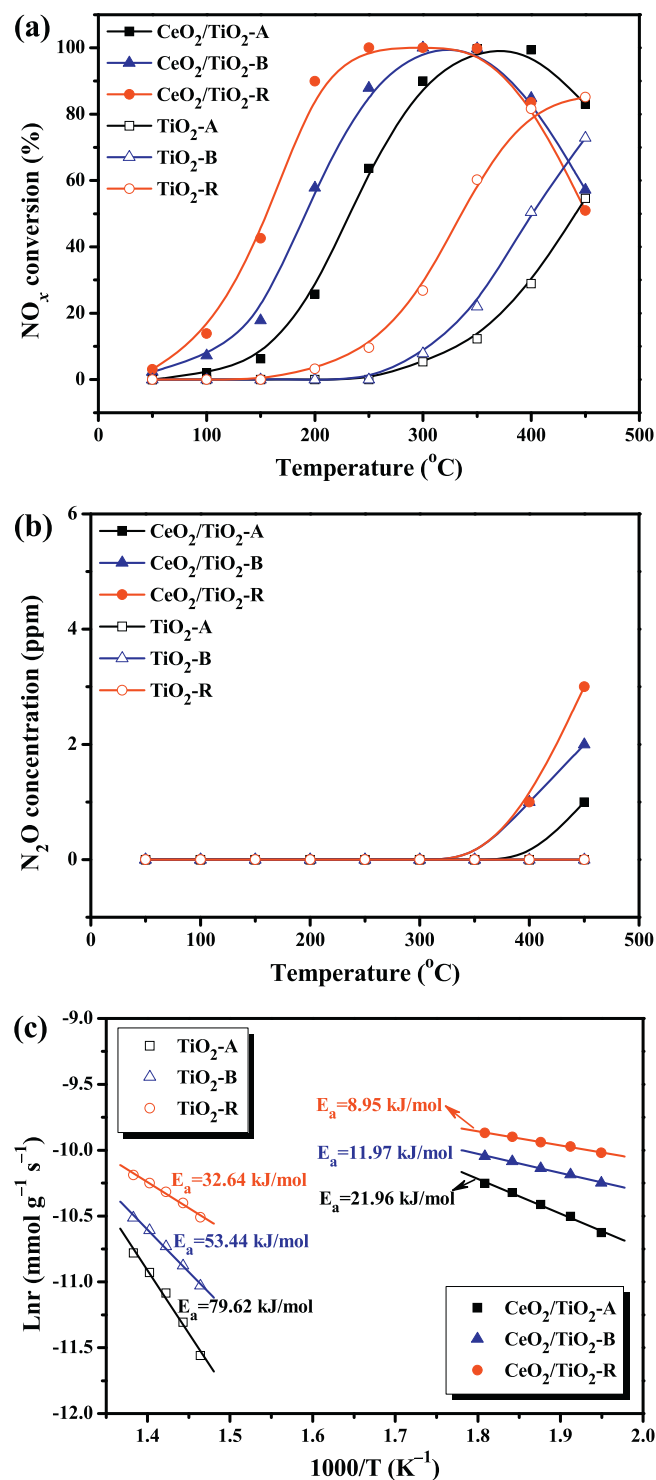 (a)
CeO₂/TiO₂-A
CeO₂/TiO₂-B
CeO₂/TiO₂-R
TiO₂-A
TiO₂-B
TiO₂-R
NOₓ conversion (%)
100
80
60
40
20
0
0 100 200 300 400 500
Temperature (°C)
(b)
CeO₂/TiO₂-A
CeO₂/TiO₂-B
CeO₂/TiO₂-R
TiO₂-A
TiO₂-B
TiO₂-R
N₂O concentration (ppm)
6
4
2
0
0 100 200 300 400 500
Temperature (°C)
(c)
TiO₂-A
TiO₂-B
TiO₂-R
Eₐ=8.95 kJ/mol
Eₐ=11.97 kJ/mol
Eₐ=21.96 kJ/mol
Eₐ=32.64 kJ/mol
Eₐ=53.44 kJ/mol
Eₐ=79.62 kJ/mol
CeO₂/TiO₂-A
CeO₂/TiO₂-B
CeO₂/TiO₂-R
Lnr (mmol g⁻¹ s⁻¹)
-9.0
-9.5
-10.0
-10.5
-11.0
-11.5
-12.0
1.4 1.5 1.6 1.7 1.8 1.9 2.0
1000/T (K⁻¹)